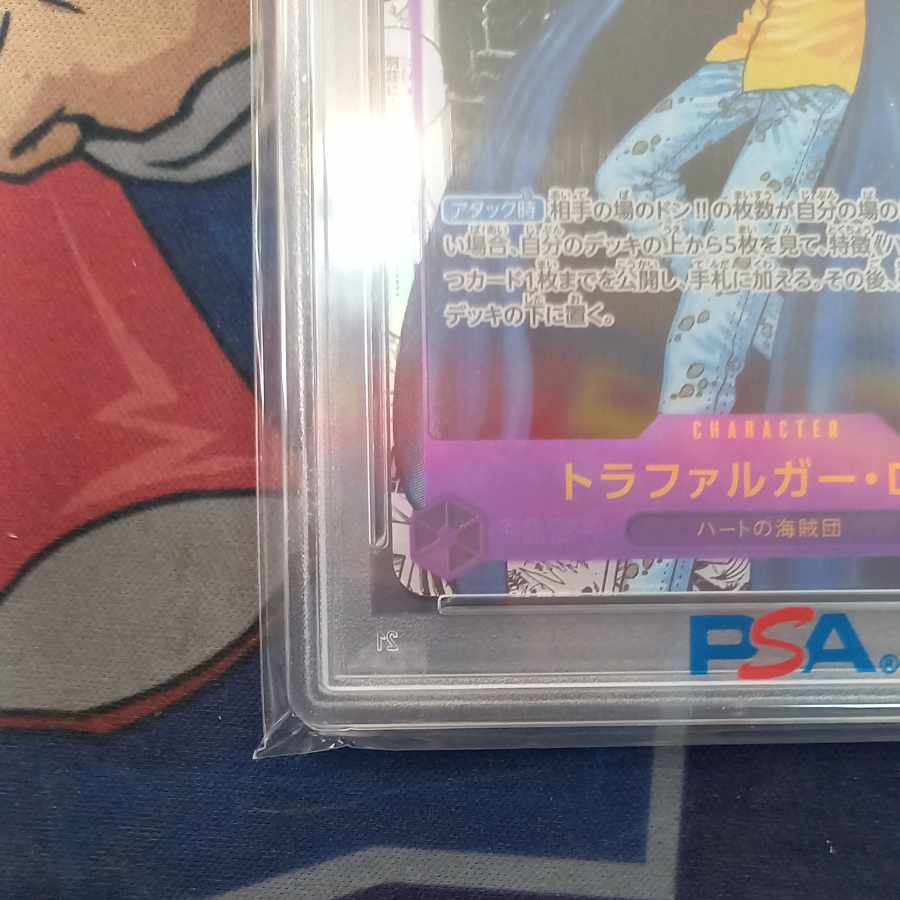 アタック時 相手の場のドン!!の枚数が自分の場の
い場合、自分のデッキの上から5枚を見て、特徴《ハ
つカード1枚までを公開し、手札に加える。その後、
デッキの下に置く。
CHARACTER
トラファルガー・
ハートの海賊団
21
PSA®